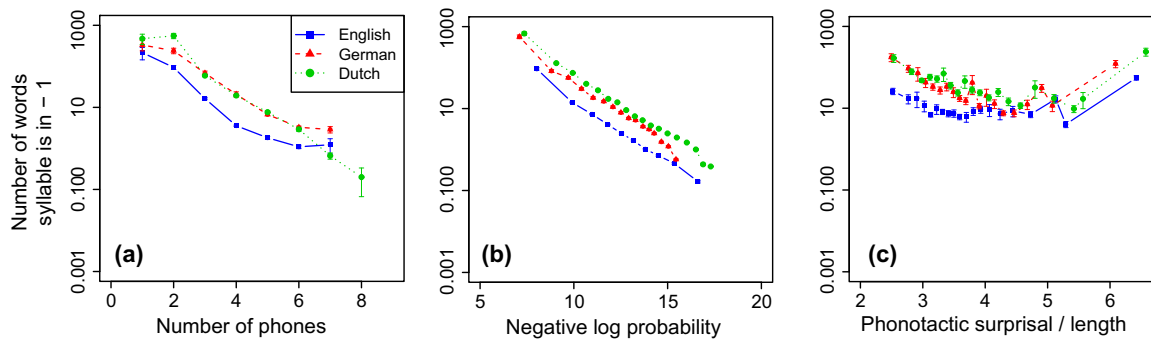 Number of words
syllable is in − 1
1000
10
0.100
0.001
English
German
Dutch
(a)
0
2
4
6
8
Number of phones
1000
10
0.100
0.001
(b)
5
10
15
20
Negative log probability
1000
10
0.100
0.001
(c)
2
3
4
5
6
Phonotactic surprisal / length